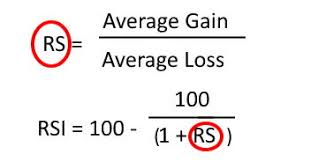 Average Gain
RS=
Average Loss
100
RSI = 100 -
(1 + RS )